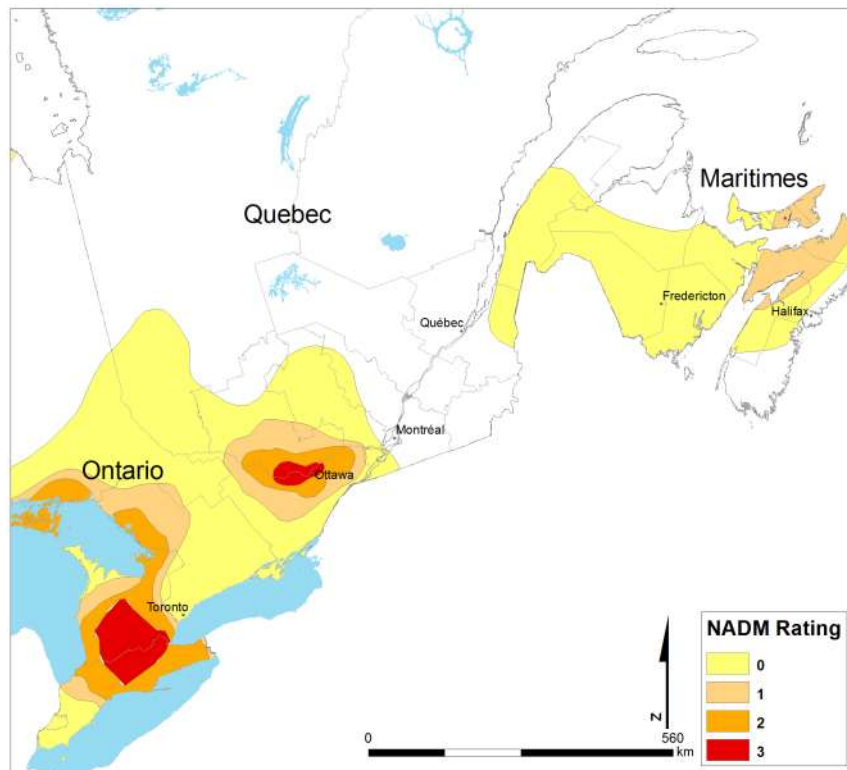 Maritimes
Quebec
Fredericton
Halifax
Québec
Montréal
Ontario
Ottawa
Toronto
NADM Rating
0
1
2
3
N
0
560
km